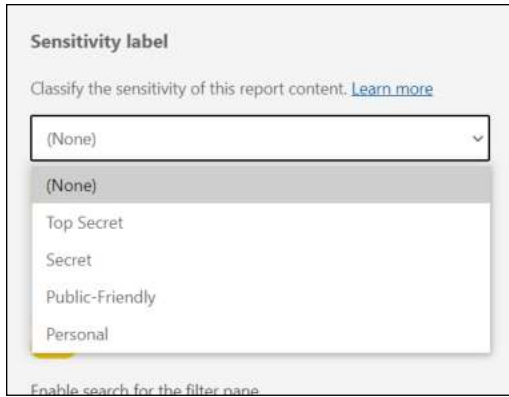 Sensitivity label
Classify the sensitivity of this report content. Learn more
(None)
(None)
Top Secret
Secret
Public-Friendly
Personal
Enable search for the filter pane